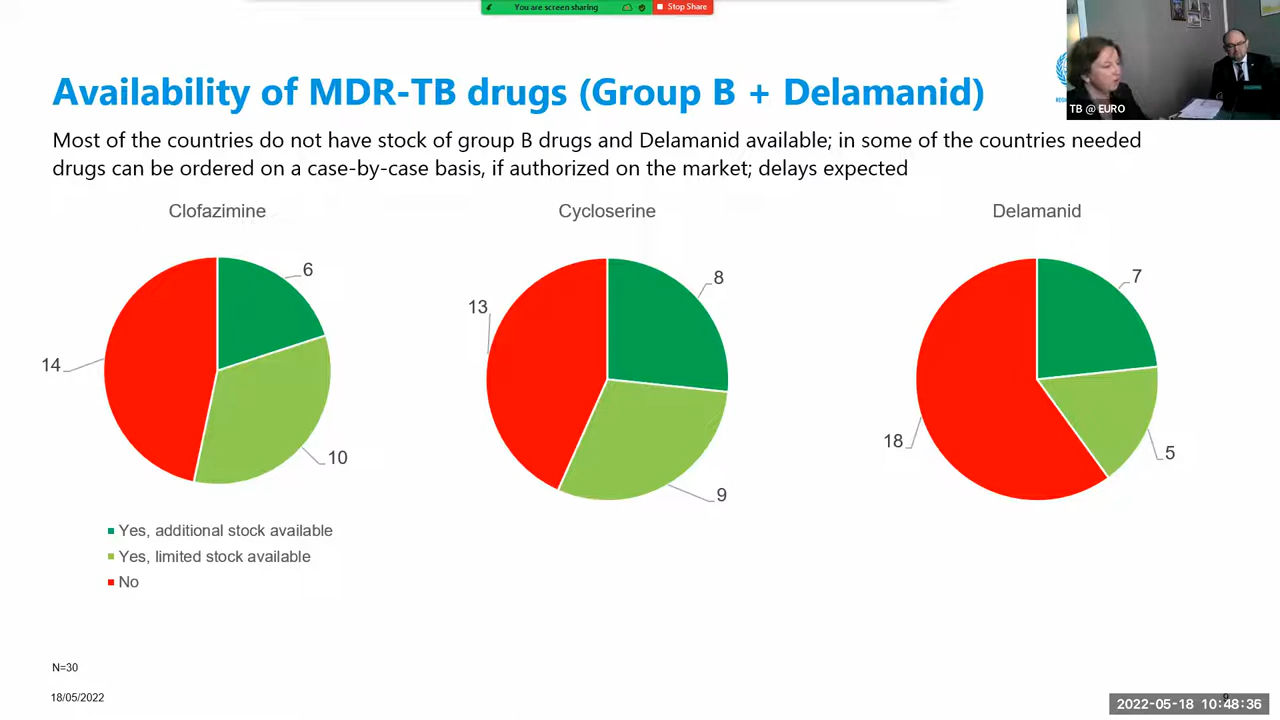 You are screen sharing
Stop Share
TB @ EURO
Availability of MDR-TB drugs (Group B + Delamanid)
Most of the countries do not have stock of group B drugs and Delamanid available; in some of the countries needed
drugs can be ordered on a case-by-case basis, if authorized on the market; delays expected
Clofazimine
6
14
10
Cycloserine
8
13
9
Delamanid
7
18
5
Yes, additional stock available
Yes, limited stock available
No
N=30
18/05/2022
9
2022-05-18 10:48:36